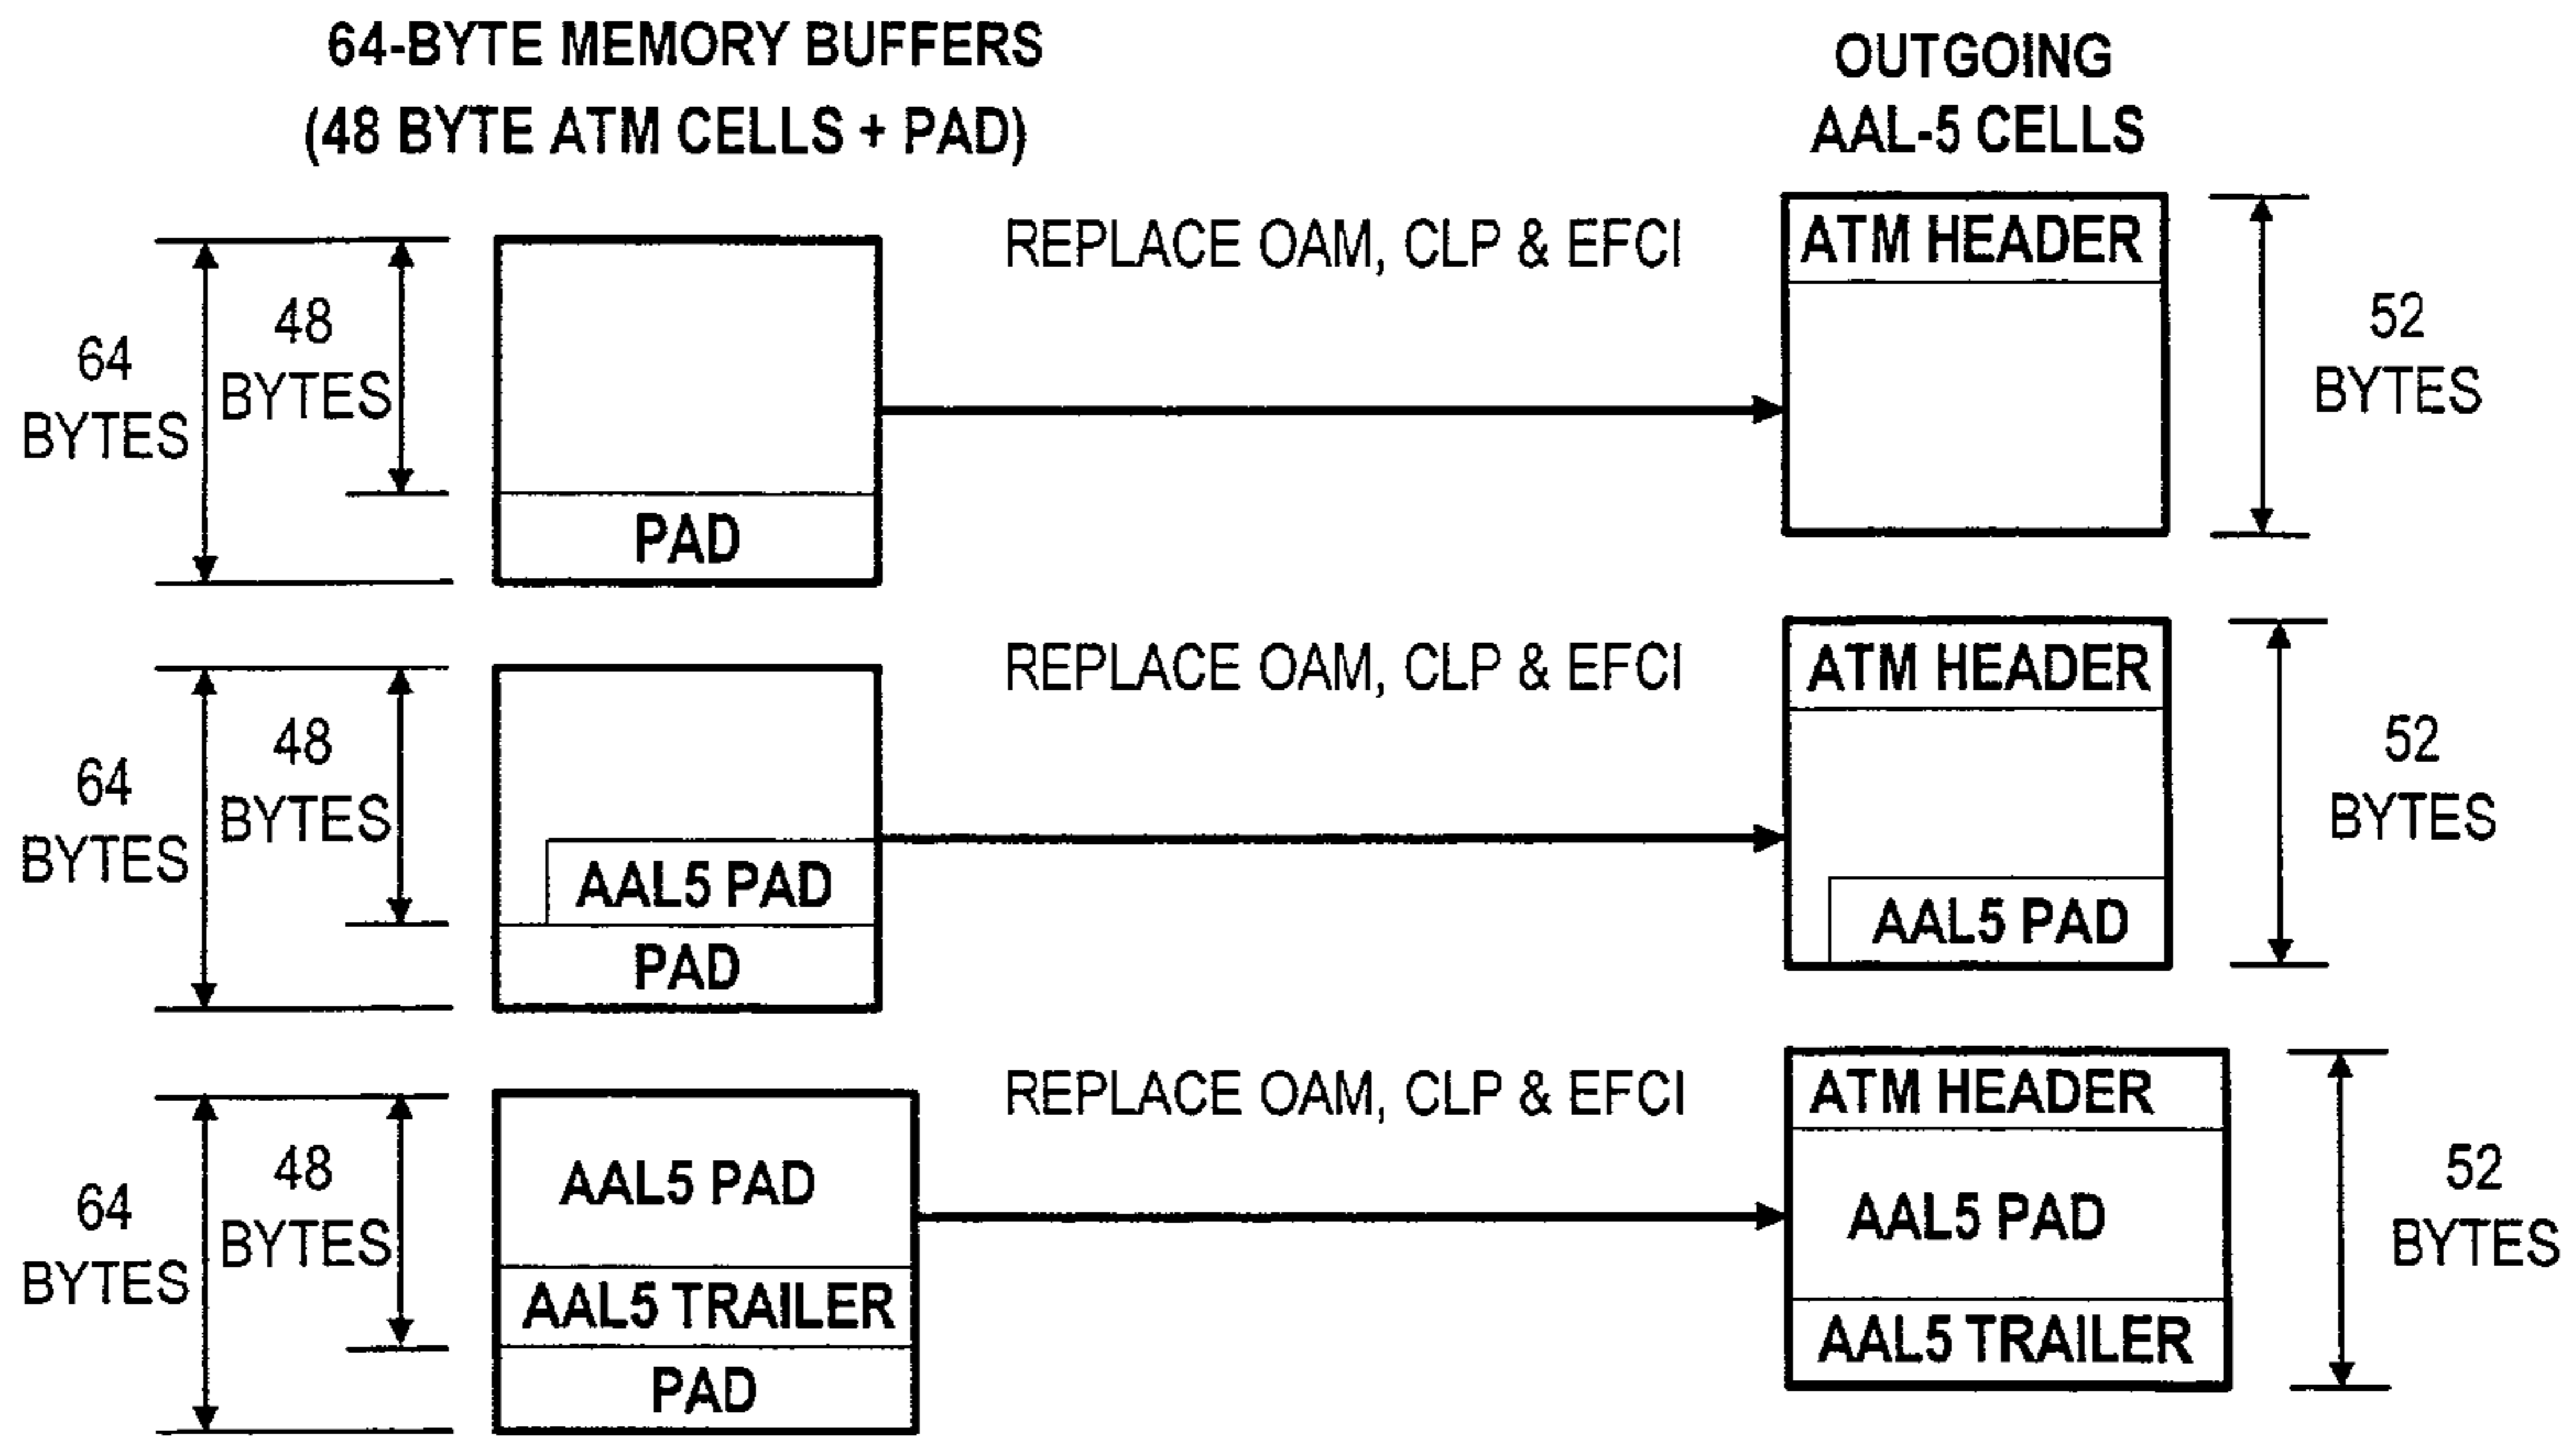 64-BYTE MEMORY BUFFERS
(48 BYTE ATM CELLS + PAD)
OUTGOING
AAL-5 CELLS
64
BYTES
48
BYTES
PAD
REPLACE OAM, CLP & EFCI
ATM HEADER
52
BYTES
64
BYTES
48
BYTES
AAL5 PAD
PAD
REPLACE OAM, CLP & EFCI
ATM HEADER
AAL5 PAD
52
BYTES
64
BYTES
48
BYTES
AAL5 PAD
AAL5 TRAILER
PAD
REPLACE OAM, CLP & EFCI
ATM HEADER
AAL5 PAD
AAL5 TRAILER
52
BYTES